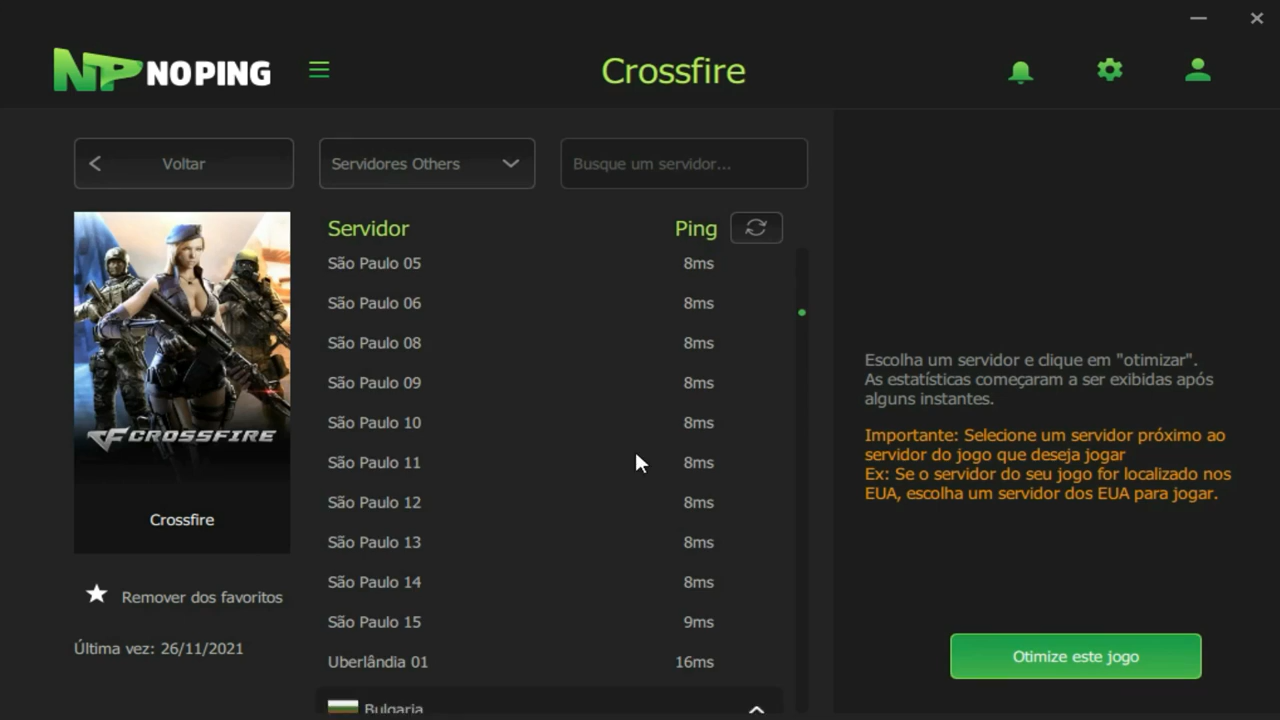 NP NOPING
Crossfire
Voltar
Servidores Others
Busque um servidor...
Servidor Ping
São Paulo 05 8ms
São Paulo 06 8ms
São Paulo 08 8ms
São Paulo 09 8ms
São Paulo 10 8ms
São Paulo 11 8ms
São Paulo 12 8ms
São Paulo 13 8ms
São Paulo 14 8ms
São Paulo 15 9ms
Uberlândia 01 16ms
Bulgaria
CF CROSSFIRE
Crossfire
Remover dos favoritos
Última vez: 26/11/2021
Escolha um servidor e clique em "otimizar".
As estatísticas começaram a ser exibidas após
alguns instantes.
Importante: Selecione um servidor próximo ao
servidor do jogo que deseja jogar
Ex: Se o servidor do seu jogo for localizado nos
EUA, escolha um servidor dos EUA para jogar.
Otimize este jogo